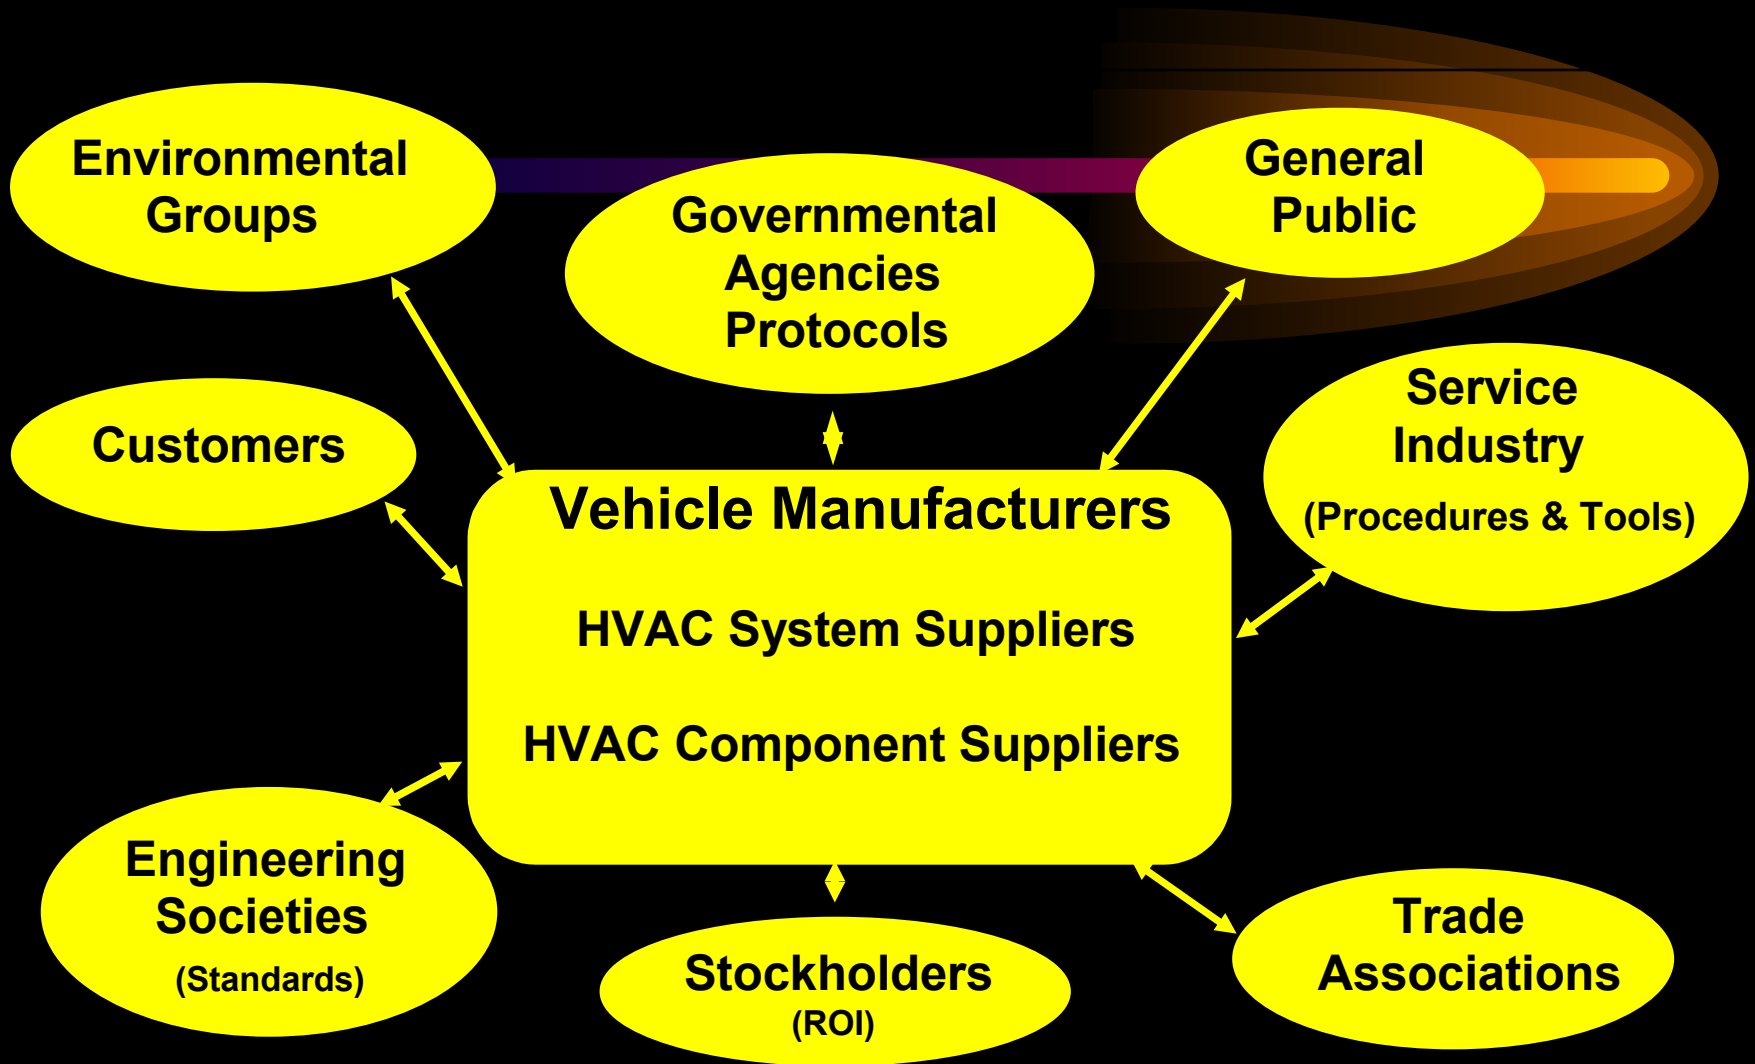 Environmental
Groups
Governmental
Agencies
Protocols
General
Public
Customers
Service
Industry
(Procedures & Tools)
Vehicle Manufacturers
HVAC System Suppliers
HVAC Component Suppliers
Engineering
Societies
(Standards)
Stockholders
(ROI)
Trade
Associations